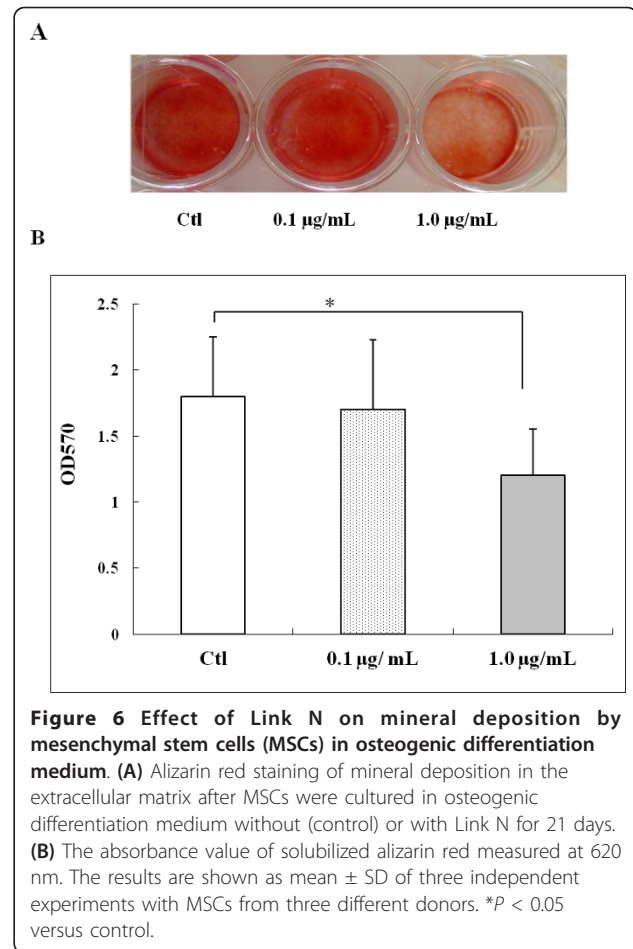 A
Ctl 0.1 µg/mL 1.0 µg/mL
B
2.5
*
2
1.5
OD570
1
0.5
0
Ctl 0.1 µg/ mL 1.0 µg/mL
Figure 6 Effect of Link N on mineral deposition by
mesenchymal stem cells (MSCs) in osteogenic differentiation
medium. (A) Alizarin red staining of mineral deposition in the
extracellular matrix after MSCs were cultured in osteogenic
differentiation medium without (control) or with Link N for 21 days.
(B) The absorbance value of solubilized alizarin red measured at 620
nm. The results are shown as mean ± SD of three independent
experiments with MSCs from three different donors. *P < 0.05
versus control.